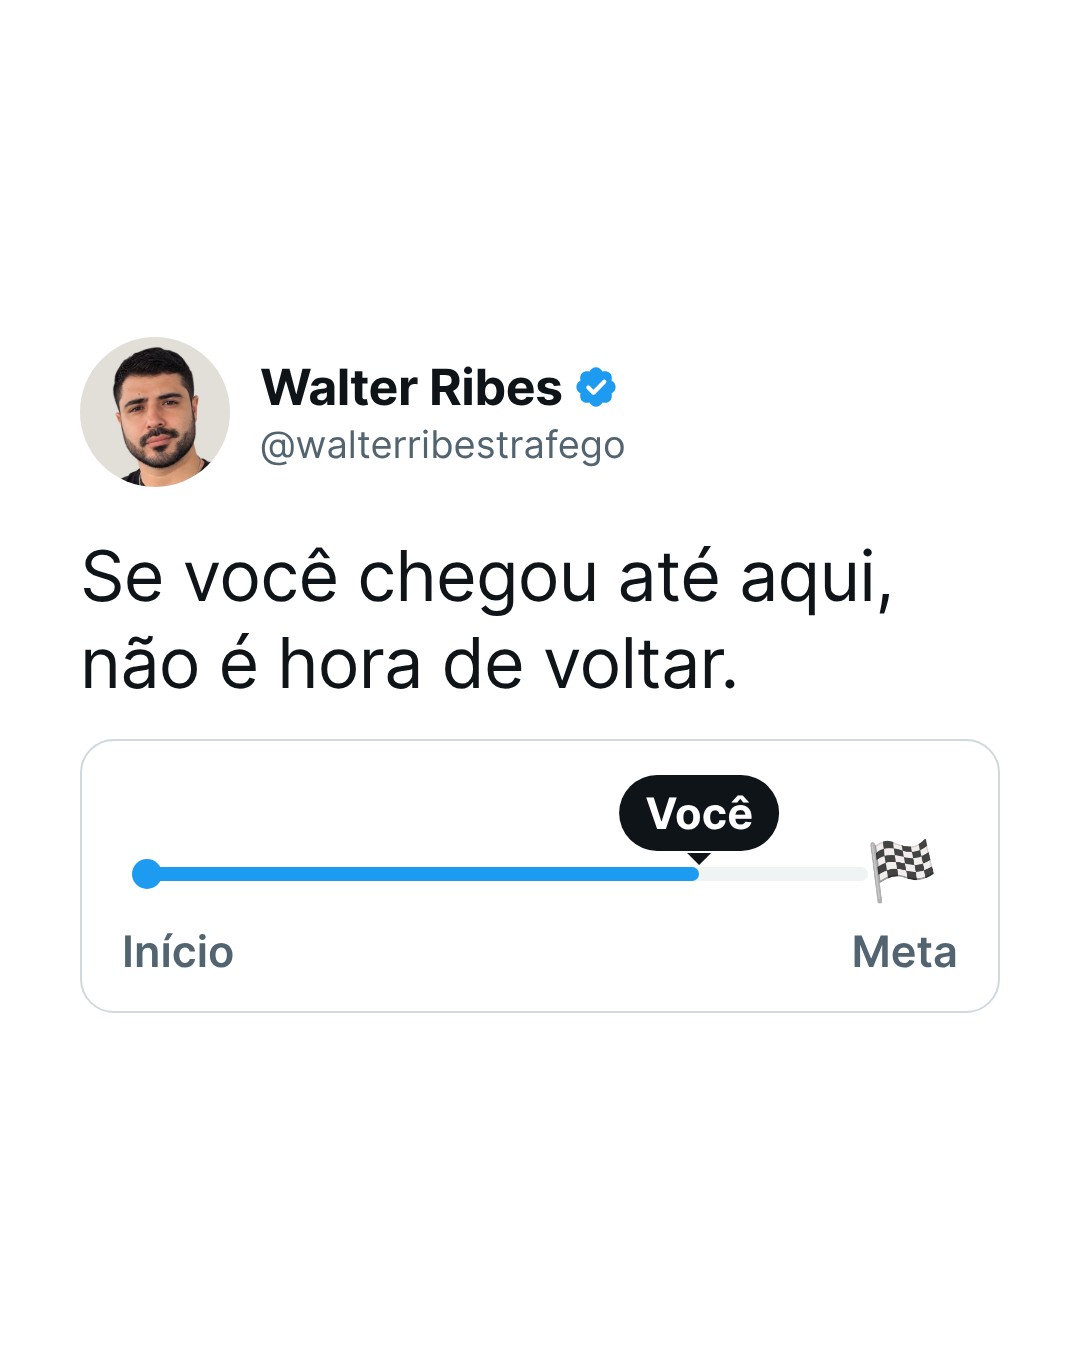 Walter Ribes
@walterribestrafego
Se você chegou até aqui,
não é hora de voltar.
Você
Início
Meta